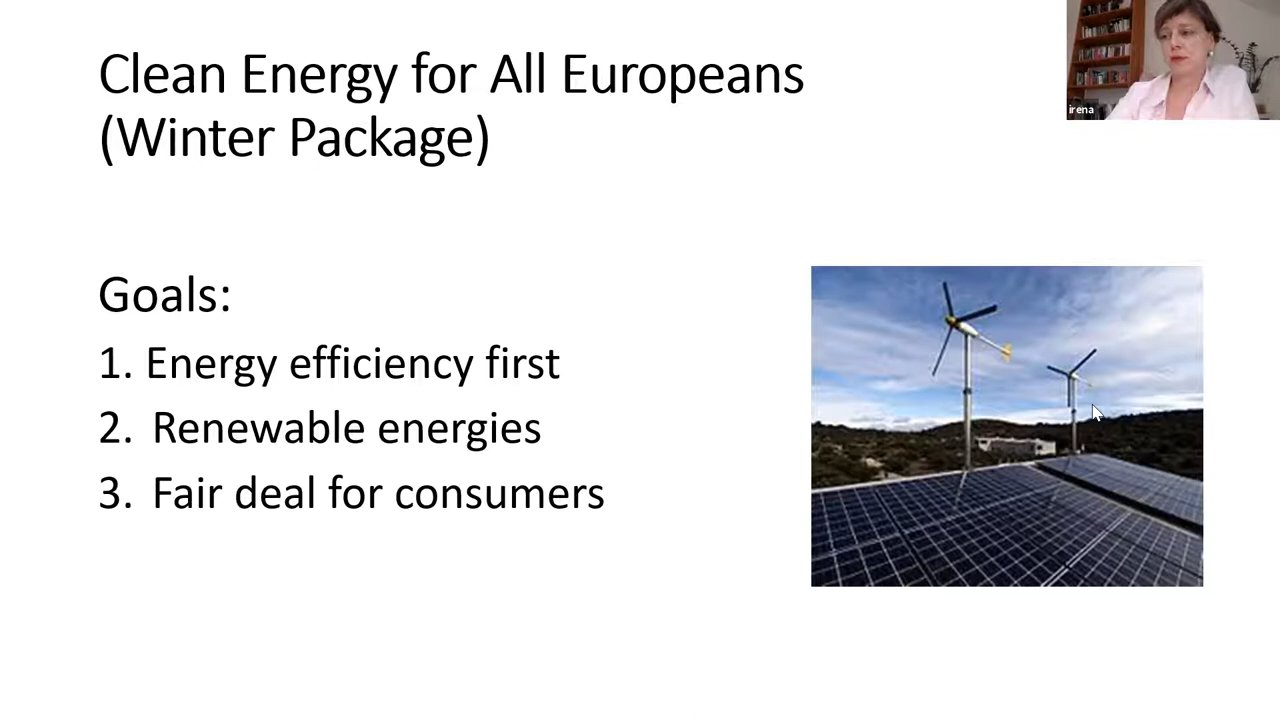 Clean Energy for All Europeans
(Winter Package)
irena
Goals:
1. Energy efficiency first
2. Renewable energies
3. Fair deal for consumers